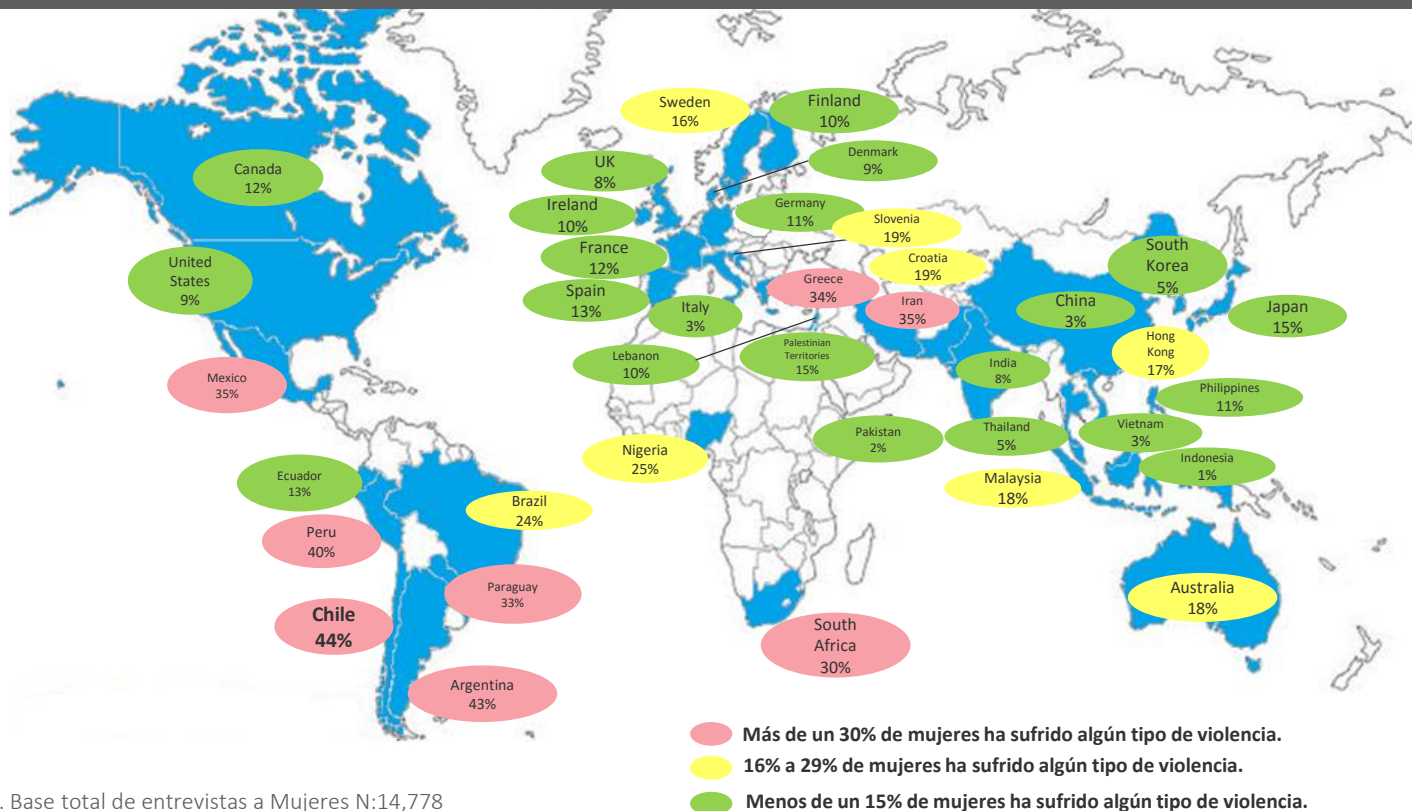 Sweden
16%
Finland
10%
Denmark
9%
UK
8%
Canada
12%
Ireland
10%
Germany
11%
Slovenia
19%
France
12%
Croatia
19%
South
Korea
5%
United
States
9%
Spain
13%
Italy
3%
Greece
34%
Iran
35%
China
3%
Japan
15%
Hong
Kong
17%
Mexico
35%
Lebanon
10%
Palestinian
Territories
15%
India
8%
Philippines
11%
Nigeria
25%
Pakistan
2%
Thailand
5%
Vietnam
3%
Indonesia
1%
Malaysia
18%
Ecuador
13%
Brazil
24%
Peru
40%
Paraguay
33%
Chile
44%
Argentina
43%
South
Africa
30%
Australia
18%
Más de un 30% de mujeres ha sufrido algún tipo de violencia.
16% a 29% de mujeres ha sufrido algún tipo de violencia.
Menos de un 15% de mujeres ha sufrido algún tipo de violencia.
. Base total de entrevistas a Mujeres N:14,778